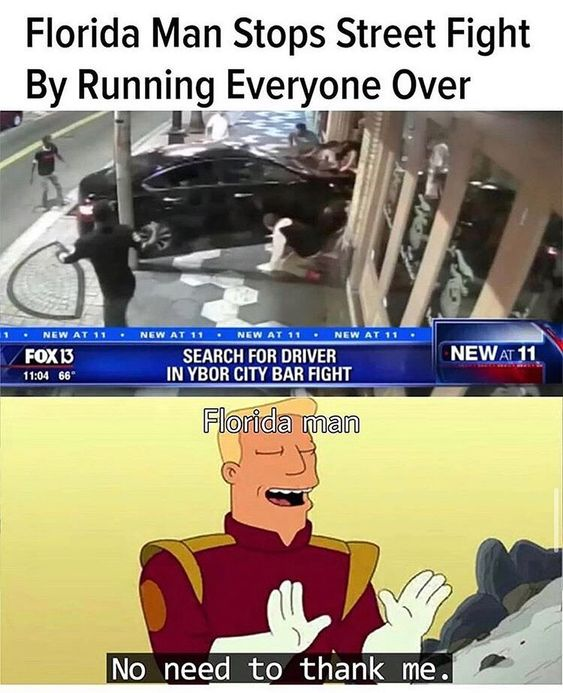 Florida Man Stops Street Fight
By Running Everyone Over
1 • NEW AT 11 • NEW AT 11 • NEW AT 11 • NEW AT 11 •
FOX 13
11:04 66°
SEARCH FOR DRIVER
IN YBOR CITY BAR FIGHT
NEW AT 11
Florida man
No need to thank me.